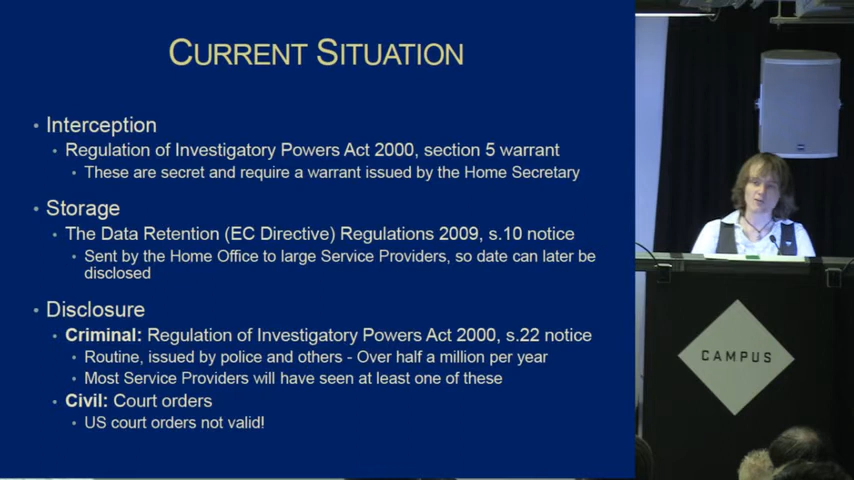 CURRENT SITUATION
• Interception
• Regulation of Investigatory Powers Act 2000, section 5 warrant
• These are secret and require a warrant issued by the Home Secretary
• Storage
• The Data Retention (EC Directive) Regulations 2009, s.10 notice
• Sent by the Home Office to large Service Providers, so date can later be
disclosed
• Disclosure
• Criminal: Regulation of Investigatory Powers Act 2000, s.22 notice
• Routine, issued by police and others - Over half a million per year
• Most Service Providers will have seen at least one of these
• Civil: Court orders
• US court orders not valid!
CAMPUS